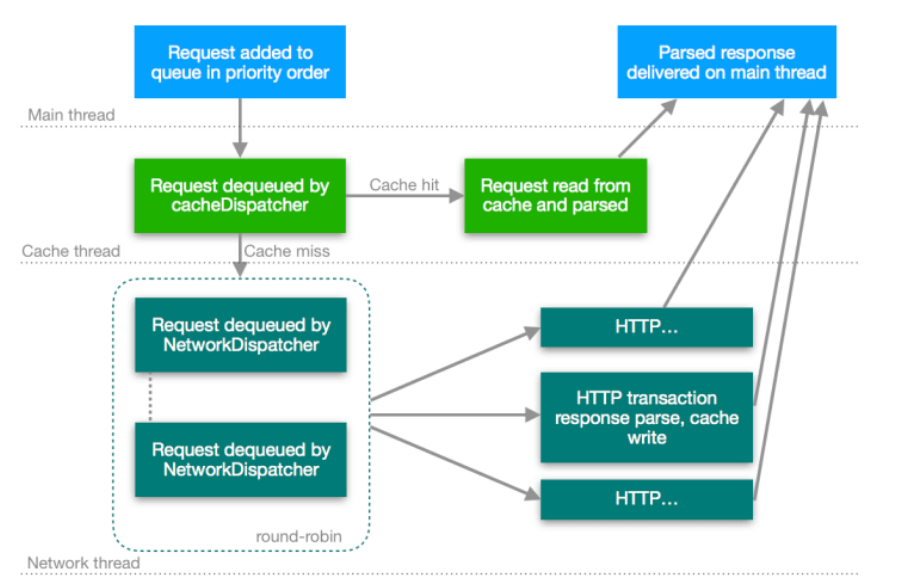 Request added to
queue in priority order
Parsed response
delivered on main thread
Main thread
Request dequeued by
cacheDispatcher
Cache hit
Request read from
cache and parsed
Cache thread
Cache miss
Request dequeued by
NetworkDispatcher
HTTP...
HTTP transaction
response parse, cache
write
Request dequeued by
NetworkDispatcher
HTTP...
round-robin
Network thread